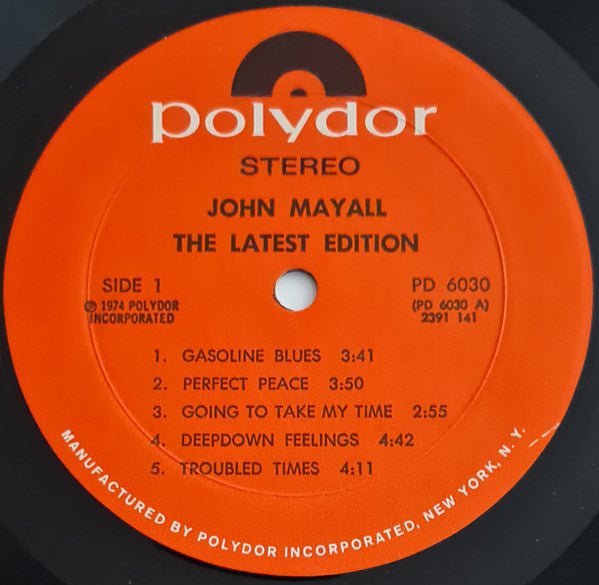 polydor
STEREO
JOHN MAYALL
THE LATEST EDITION
SIDE 1
℗ 1974 POLYDOR
INCORPORATED
PD 6030
(PD 6030 A)
2391 141
1. GASOLINE BLUES 3:41
2. PERFECT PEACE 3:50
3. GOING TO TAKE MY TIME 2:55
4. DEEPDOWN FEELINGS 4:42
5. TROUBLED TIMES 4:11
MANUFACTURED BY POLYDOR INCORPORATED, NEW YORK, N. Y.